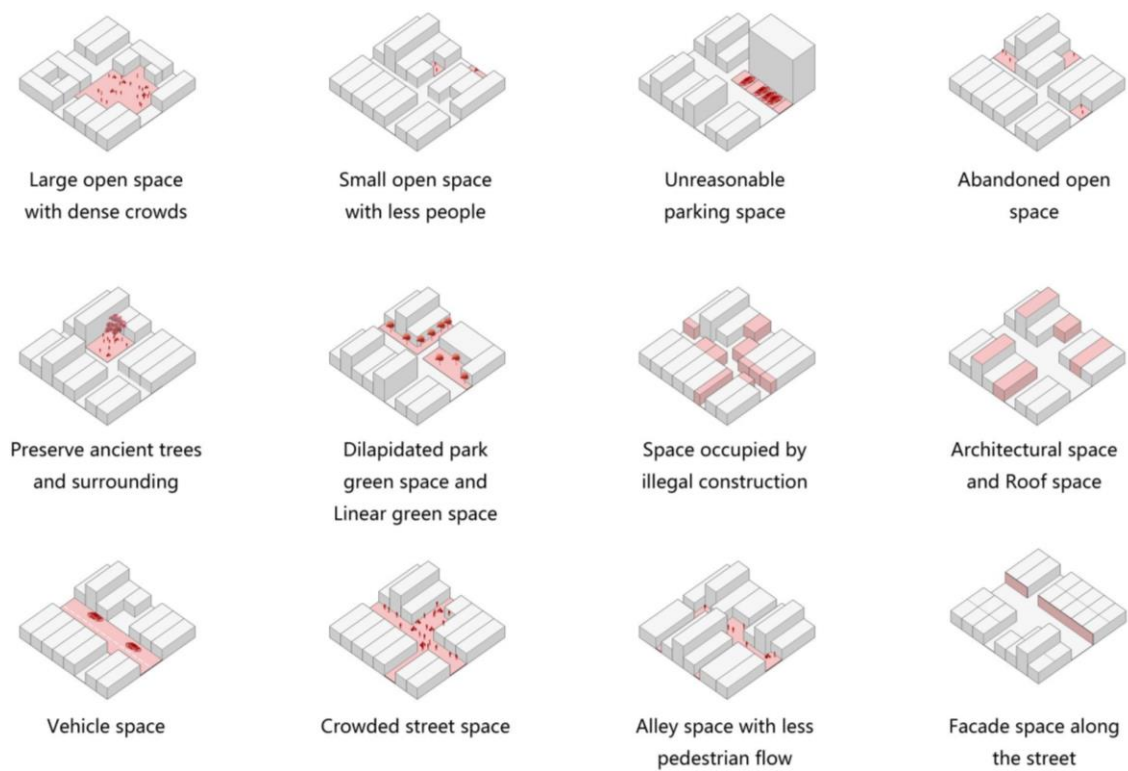 Large open space
with dense crowds
Small open space
with less people
Unreasonable
parking space
Abandoned open
space
Preserve ancient trees
and surrounding
Dilapidated park
green space and
Linear green space
Space occupied by
illegal construction
Architectural space
and Roof space
Vehicle space
Crowded street space
Alley space with less
pedestrian flow
Facade space along
the street